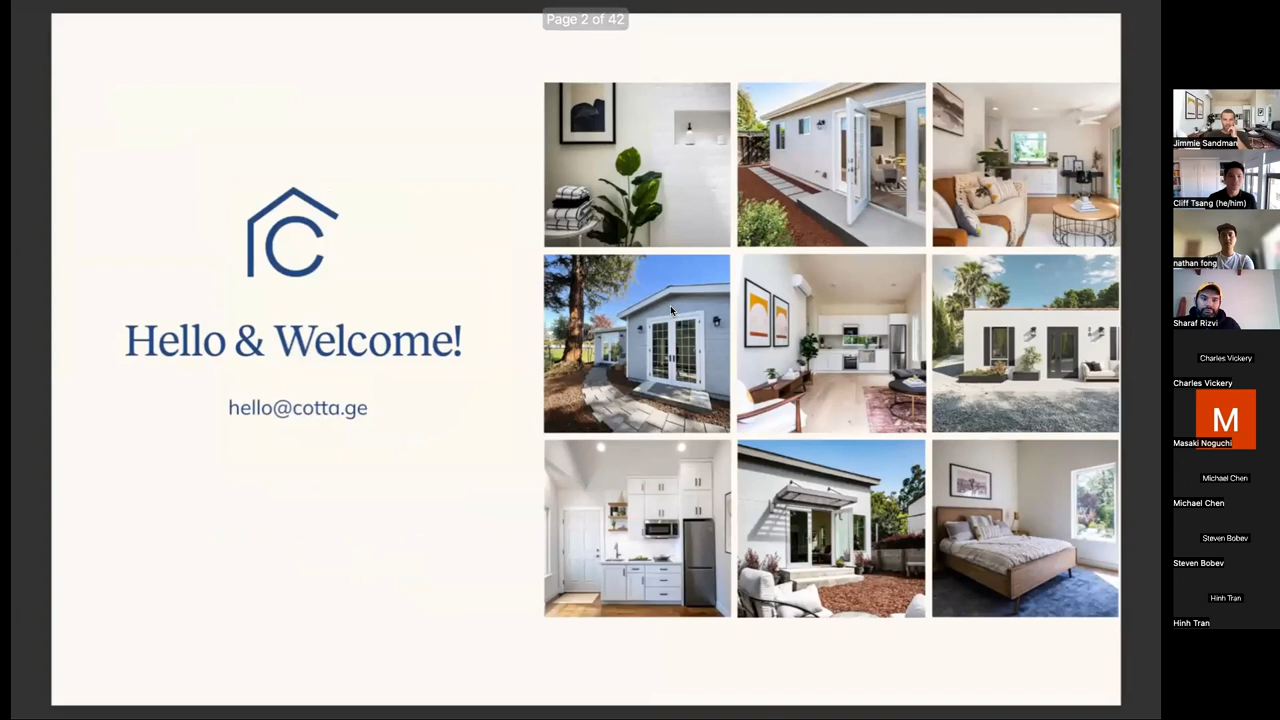 Page 2 of 42
Hello & Welcome!
hello@cotta.ge
Jimmie Sandman
Cliff Tsang (he/him)
nathan fong
Sharaf Rizvi
Charles Vickery
Charles Vickery
M
Masaki Noguchi
Michael Chen
Michael Chen
Steven Bobev
Steven Bobev
Hinh Tran
Hinh Tran